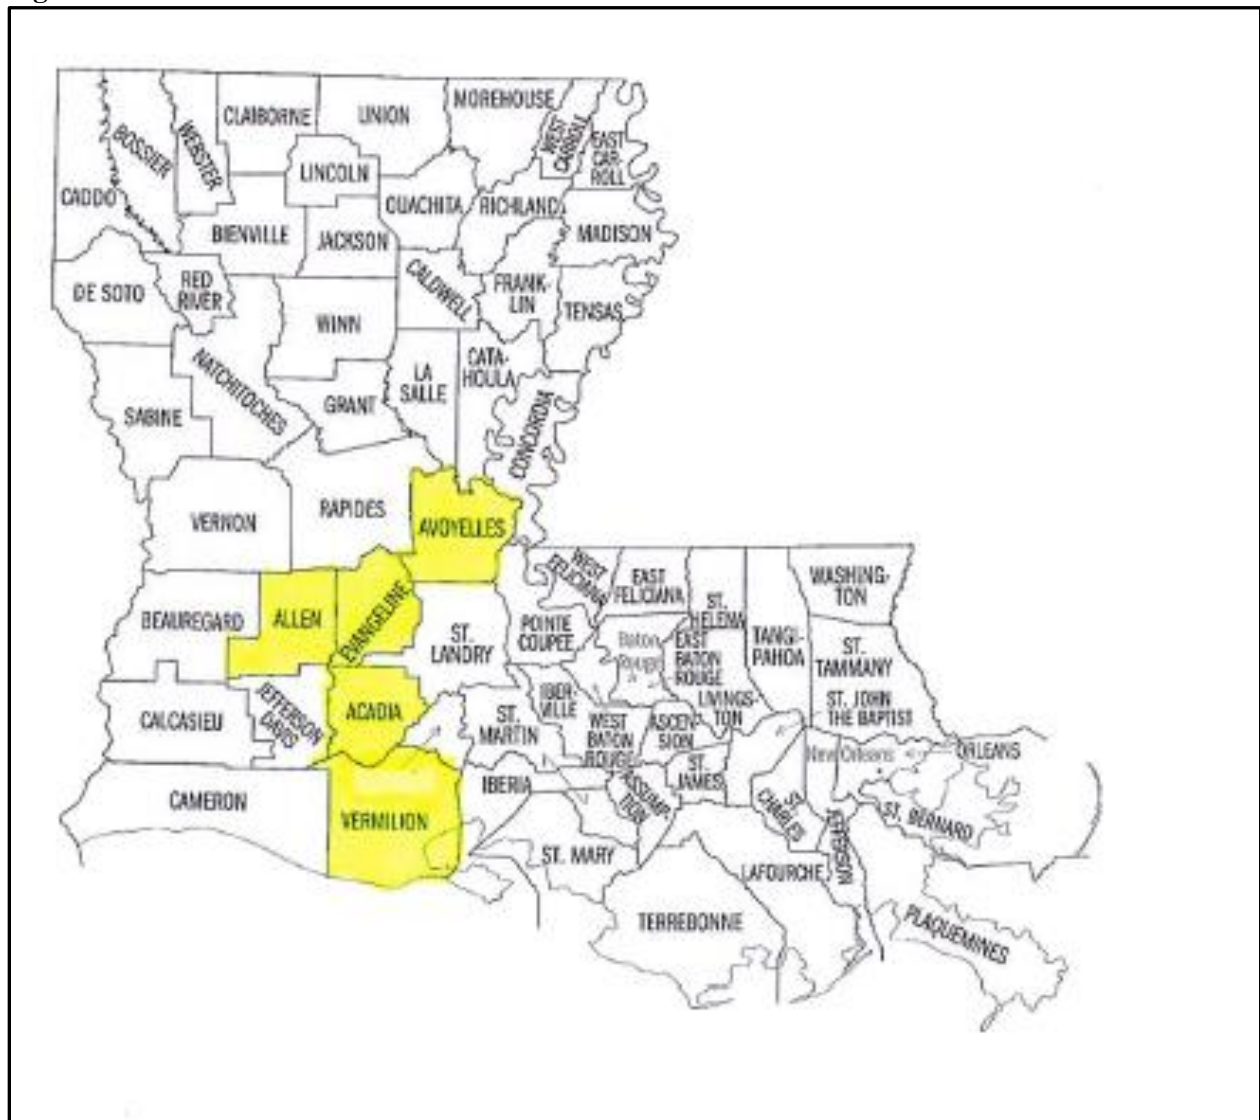 MOREHOUSE
CLAIBORNE
UNION
WEST
CARROLL
EAST
CAR-
ROLL
BOSSIER
WEBSTER
LINCOLN
CADDO
OUACHITA
RICHLAND
MADISON
BIENVILLE
JACKSON
DE SOTO
RED
RIVER
CALDWELL
FRANK-
LIN
TENSAS
WINN
NATCHITOCHES
LA
SALLE
CATA-
HOULA
SABINE
GRANT
CONCORDIA
VERNON
RAPIDES
AVOYELLES
BEAUREGARD
ALLEN
EVANGELINE
ST.
LANDRY
POINTE
COUPEE
WEST
FELICIANA
EAST
FELICIANA
ST.
HELENA
TANGI-
PAHOA
WASHING-
TON
Baton
Rouge
EAST
BATON
ROUGE
ST.
TAMMANY
CALCASIEU
JEFFERSON
DAVIS
ACADIA
ST.
MARTIN
IBER-
VILLE
WEST
BATON
ROUGE
ASCEN-
SION
LIVINGS-
TON
ST. JOHN
THE BAPTIST
CAMERON
VERMILION
IBERIA
ASSUMP-
TION
ST.
JAMES
ST.
CHARLES
New Orleans
ORLEANS
JEFFERSON
ST. BERNARD
ST. MARY
LAFOURCHE
TERREBONNE
PLAQUEMINES